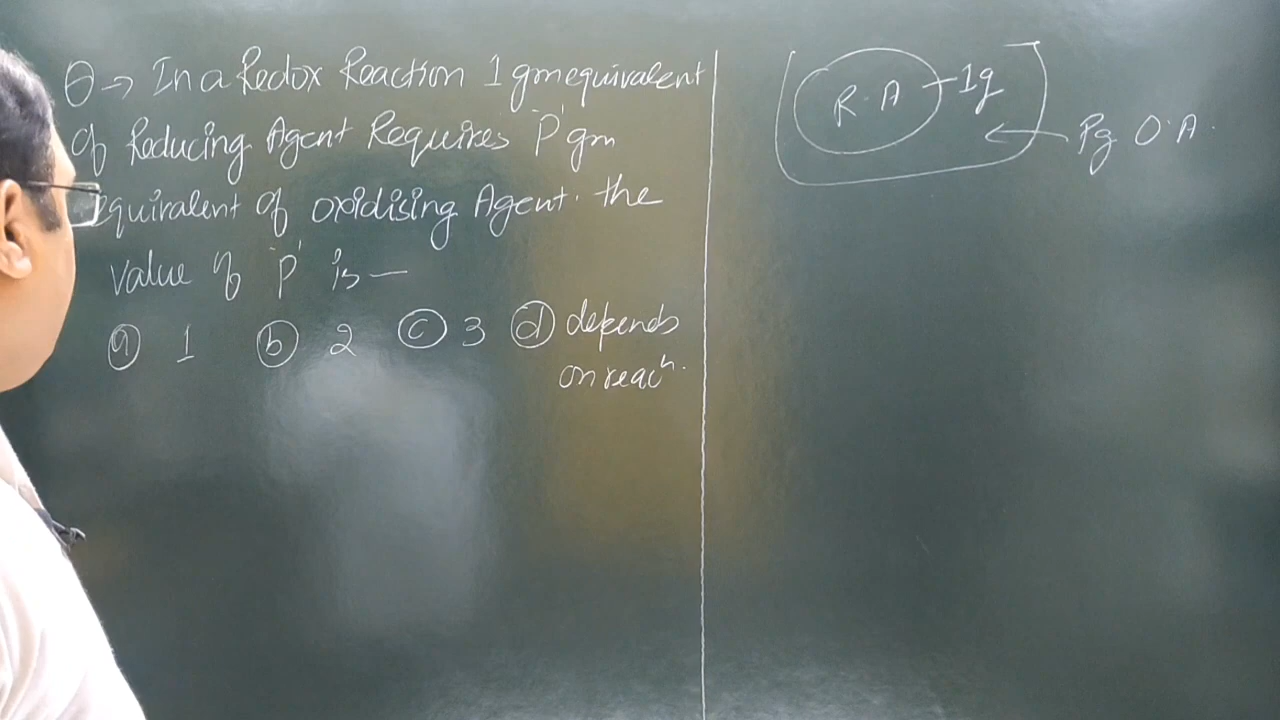 Q → In a Redox Reaction 1 gm equivalent
of Reducing Agent Requires 'P' gm
equivalent of oxidising Agent. the
value of 'P' is —
(a) 1 (b) 2 (c) 3 (d) depends
on reacⁿ.
R.A 1g
Pg O.A.